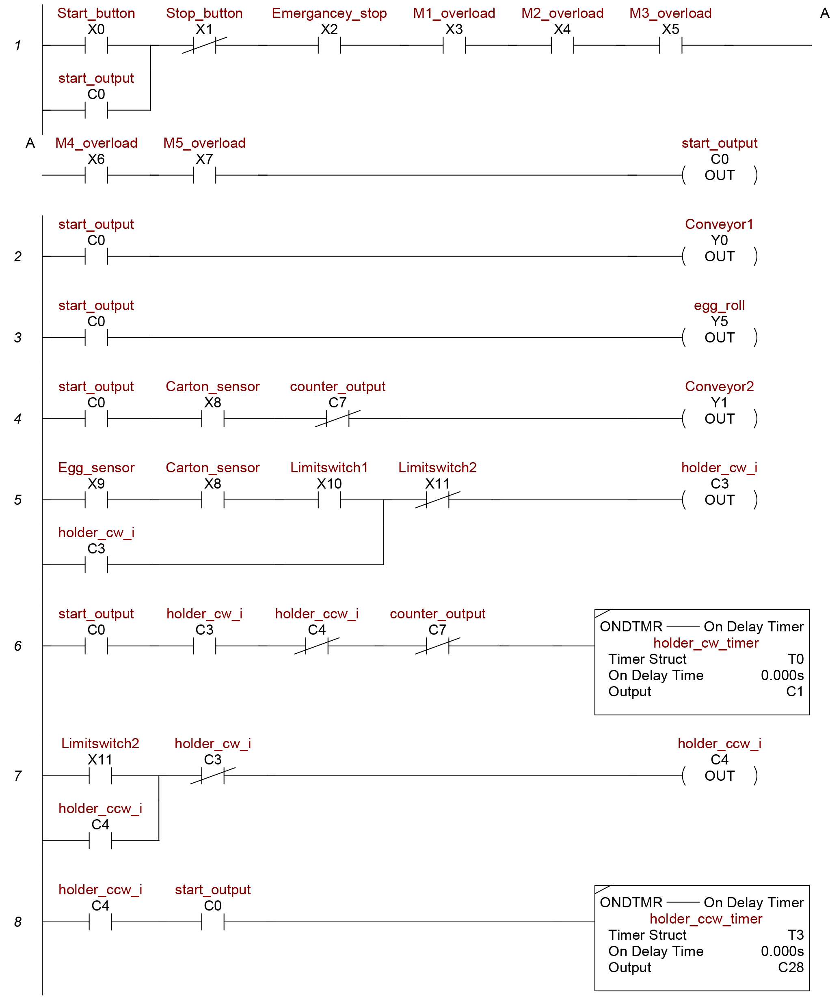 Start_button Stop_button Emergancey_stop M1_overload M2_overload M3_overload A
X0 X1 X2 X3 X4 X5
1
start_output
C0
A M4_overload M5_overload start_output
X6 X7 C0
OUT
start_output Conveyor1
C0 Y0
2 OUT
start_output egg_roll
C0 Y5
3 OUT
start_output Carton_sensor counter_output Conveyor2
C0 X8 C7 Y1
4 OUT
Egg_sensor Carton_sensor Limitswitch1 Limitswitch2 holder_cw_i
X9 X8 X10 X11 C3
5 OUT
holder_cw_i
C3
start_output holder_cw_i holder_ccw_i counter_output
C0 C3 C4 C7
6
ONDTMR On Delay Timer
holder_cw_timer
Timer Struct T0
On Delay Time 0.000s
Output C1
Limitswitch2 holder_cw_i holder_ccw_i
X11 C3 C4
7 OUT
holder_ccw_i
C4
holder_ccw_i start_output
C4 C0
8
ONDTMR On Delay Timer
holder_ccw_timer
Timer Struct T3
On Delay Time 0.000s
Output C28